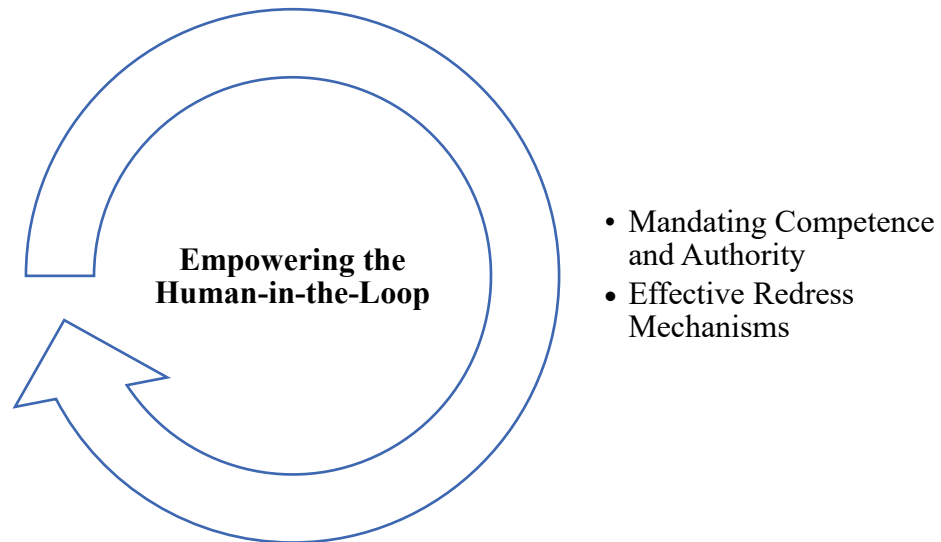 Empowering the
Human-in-the-Loop
• Mandating Competence
and Authority
• Effective Redress
Mechanisms